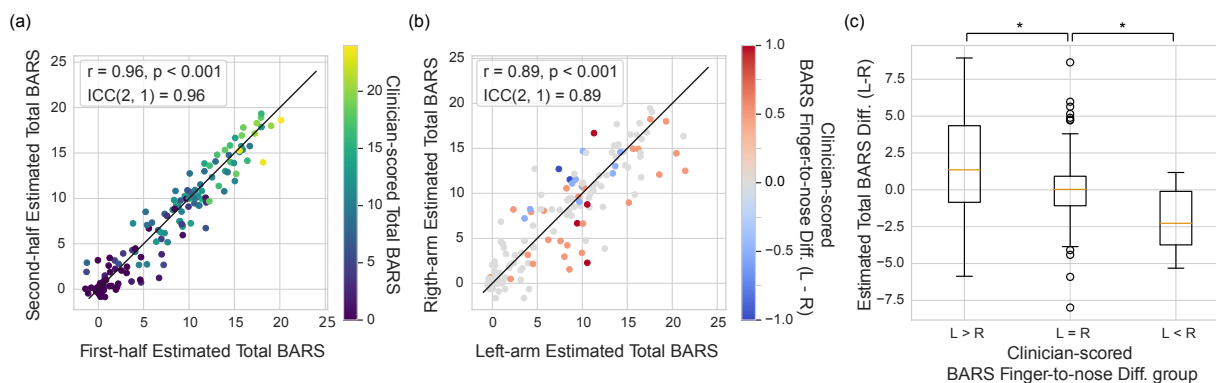 (a)
r = 0.96, p < 0.001
ICC(2, 1) = 0.96
Second-half Estimated Total BARS
25
20
15
10
5
0
0
5
10
15
20
25
First-half Estimated Total BARS
20
15
10
5
0
Clinician-scored Total BARS
(b)
r = 0.89, p < 0.001
ICC(2, 1) = 0.89
Rigth-arm Estimated Total BARS
25
20
15
10
5
0
0
5
10
15
20
25
Left-arm Estimated Total BARS
1.0
0.5
0.0
−0.5
−1.0
Clinician-scored
BARS Finger-to-nose Diff. (L - R)
(c)
*
*
Estimated Total BARS Diff. (L-R)
7.5
5.0
2.5
0.0
−2.5
−5.0
−7.5
L > R
L = R
L < R
Clinician-scored
BARS Finger-to-nose Diff. group